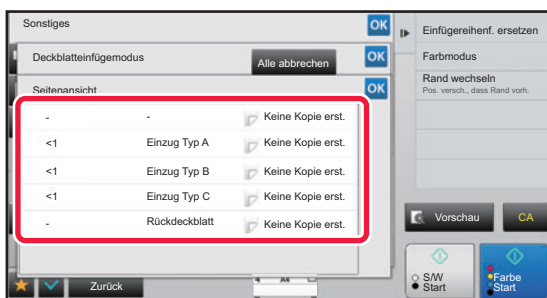 Sonstiges OK
Deckblatteinfügemodus Alle abbrechen OK
Seitenansicht OK
- - Keine Kopie erst.
<1 Einzug Typ A Keine Kopie erst.
<1 Einzug Typ B Keine Kopie erst.
<1 Einzug Typ C Keine Kopie erst.
- Rückdeckblatt Keine Kopie erst.
Zurück
A4
Einfügereihenf. ersetzen
Farbmodus
Rand wechseln
Pos. versch., dass Rand vorh.
Vorschau CA
S/W
Start
Farbe
Start